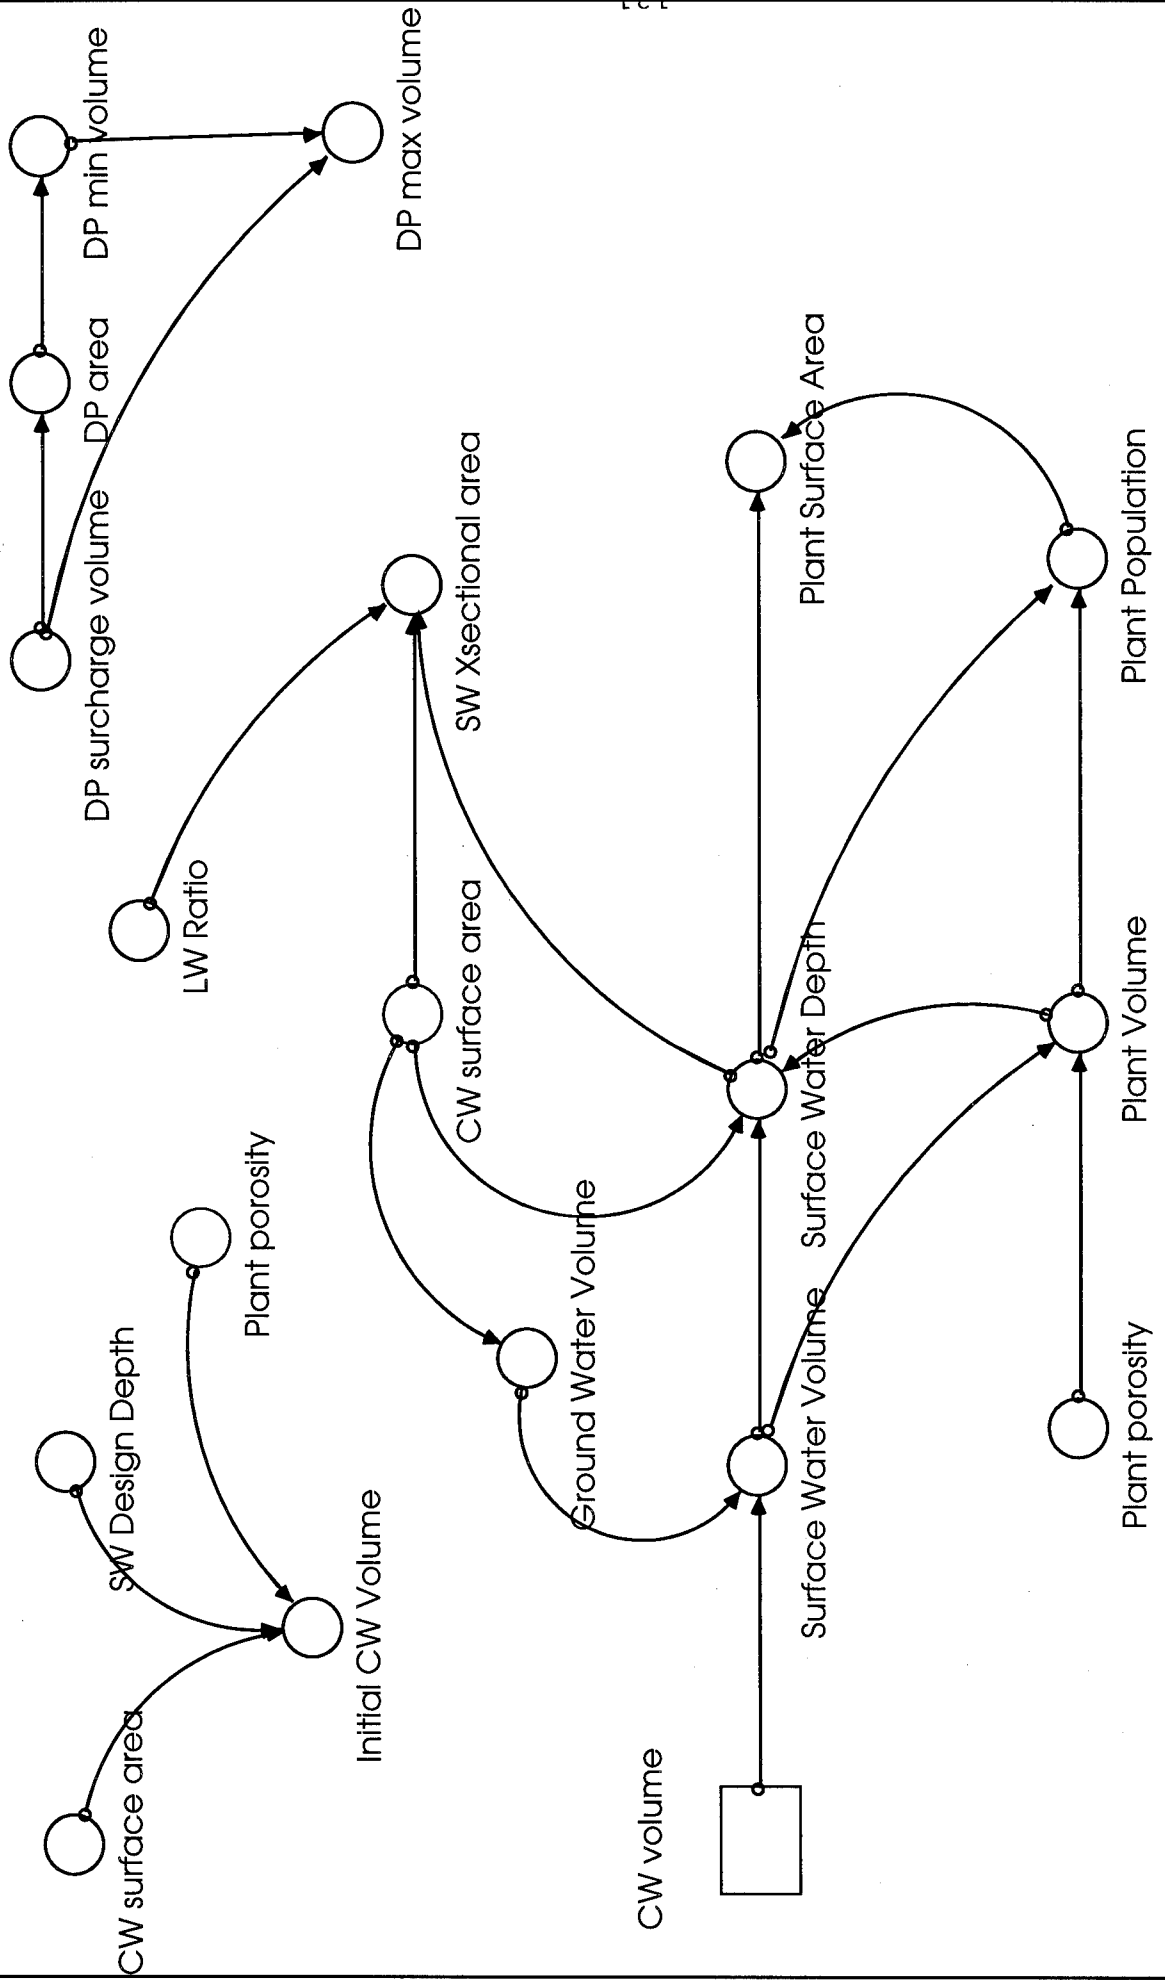 CW surface area
SW Design Depth
Plant porosity
Initial CW Volume
DP surcharge volume
DP area
DP min volume
DP max volume
LW Ratio
CW surface area
SW Xsectional area
Ground Water Volume
CW volume
Surface Water Volume
Surface Water Depth
Plant Surface Area
Plant porosity
Plant Volume
Plant Population